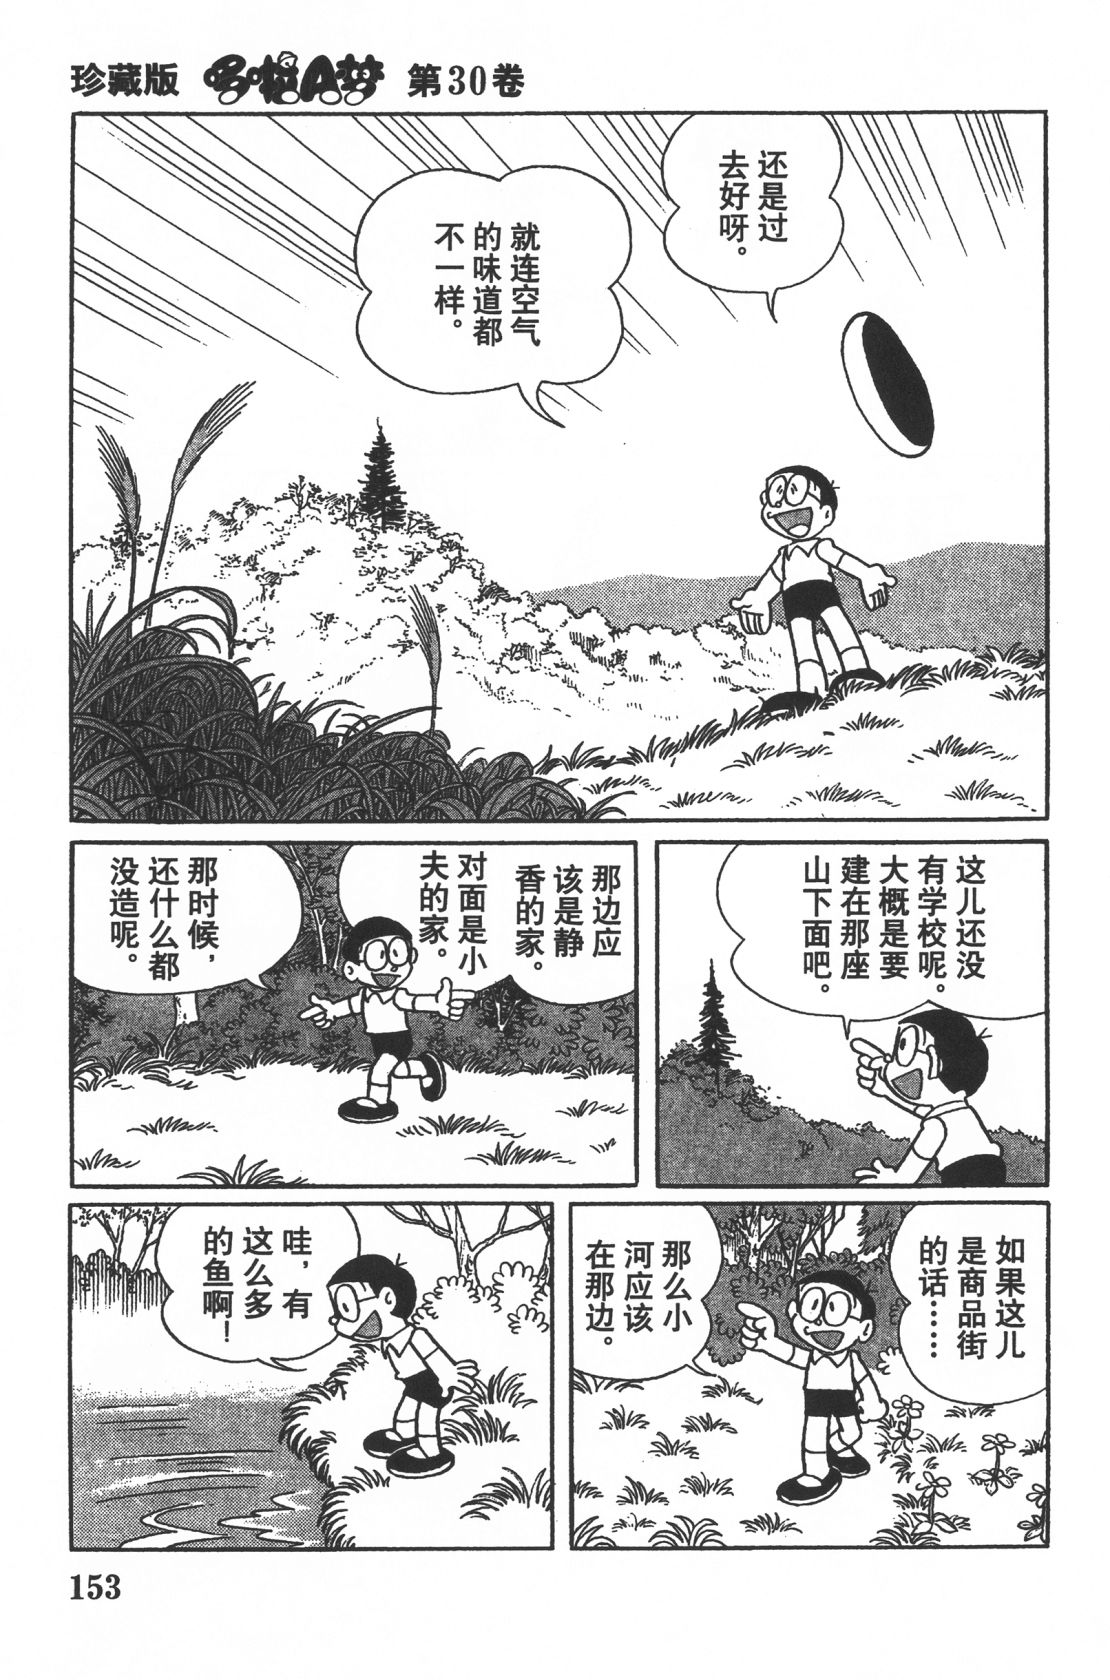 珍藏版 哆啦A梦 第30卷
还是过
去好呀。
就连空气
的味道都
不一样。
这儿还没
有学校呢。
大概是要
建在那座
山下面吧。
那边应
该是静
香的家。
对面是小
夫的家。
那时候，
还什么都
没造呢。
如果这儿
是商品街
的话……
那么小
河应该
在那边。
哇，有
这么多
的鱼啊！
153